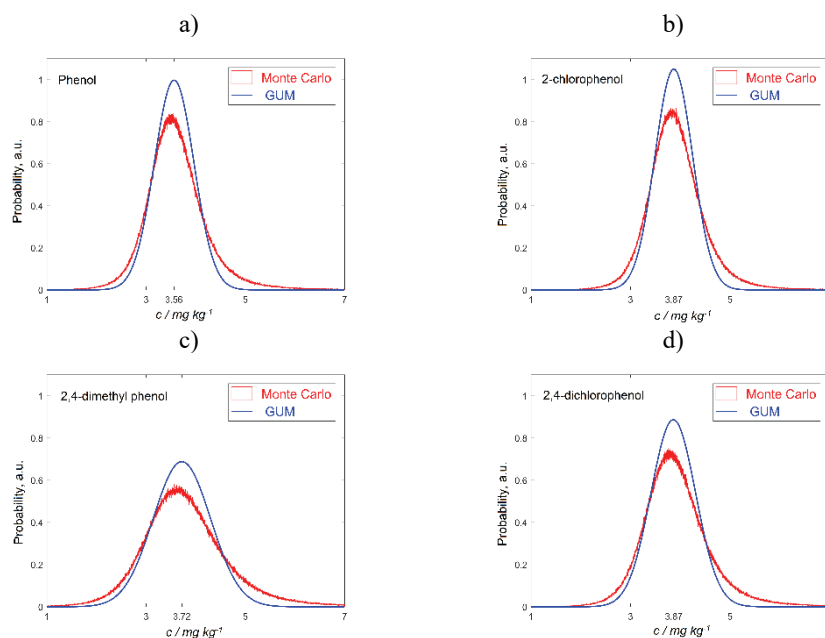 a)
Phenol
Monte Carlo
GUM
Probability, a.u.
1
0.8
0.6
0.4
0.2
0
1
3
3.56
5
7
c / mg kg-1
b)
2-chlorophenol
Monte Carlo
GUM
Probability, a.u.
1
0.8
0.6
0.4
0.2
0
1
3
3.87
5
c / mg kg-1
c)
2,4-dimethyl phenol
Monte Carlo
GUM
Probability, a.u.
1
0.8
0.6
0.4
0.2
0
1
3
3.72
5
7
c / mg kg-1
d)
2,4-dichlorophenol
Monte Carlo
GUM
Probability, a.u.
1
0.8
0.6
0.4
0.2
0
1
3
3.87
5
c / mg kg-1